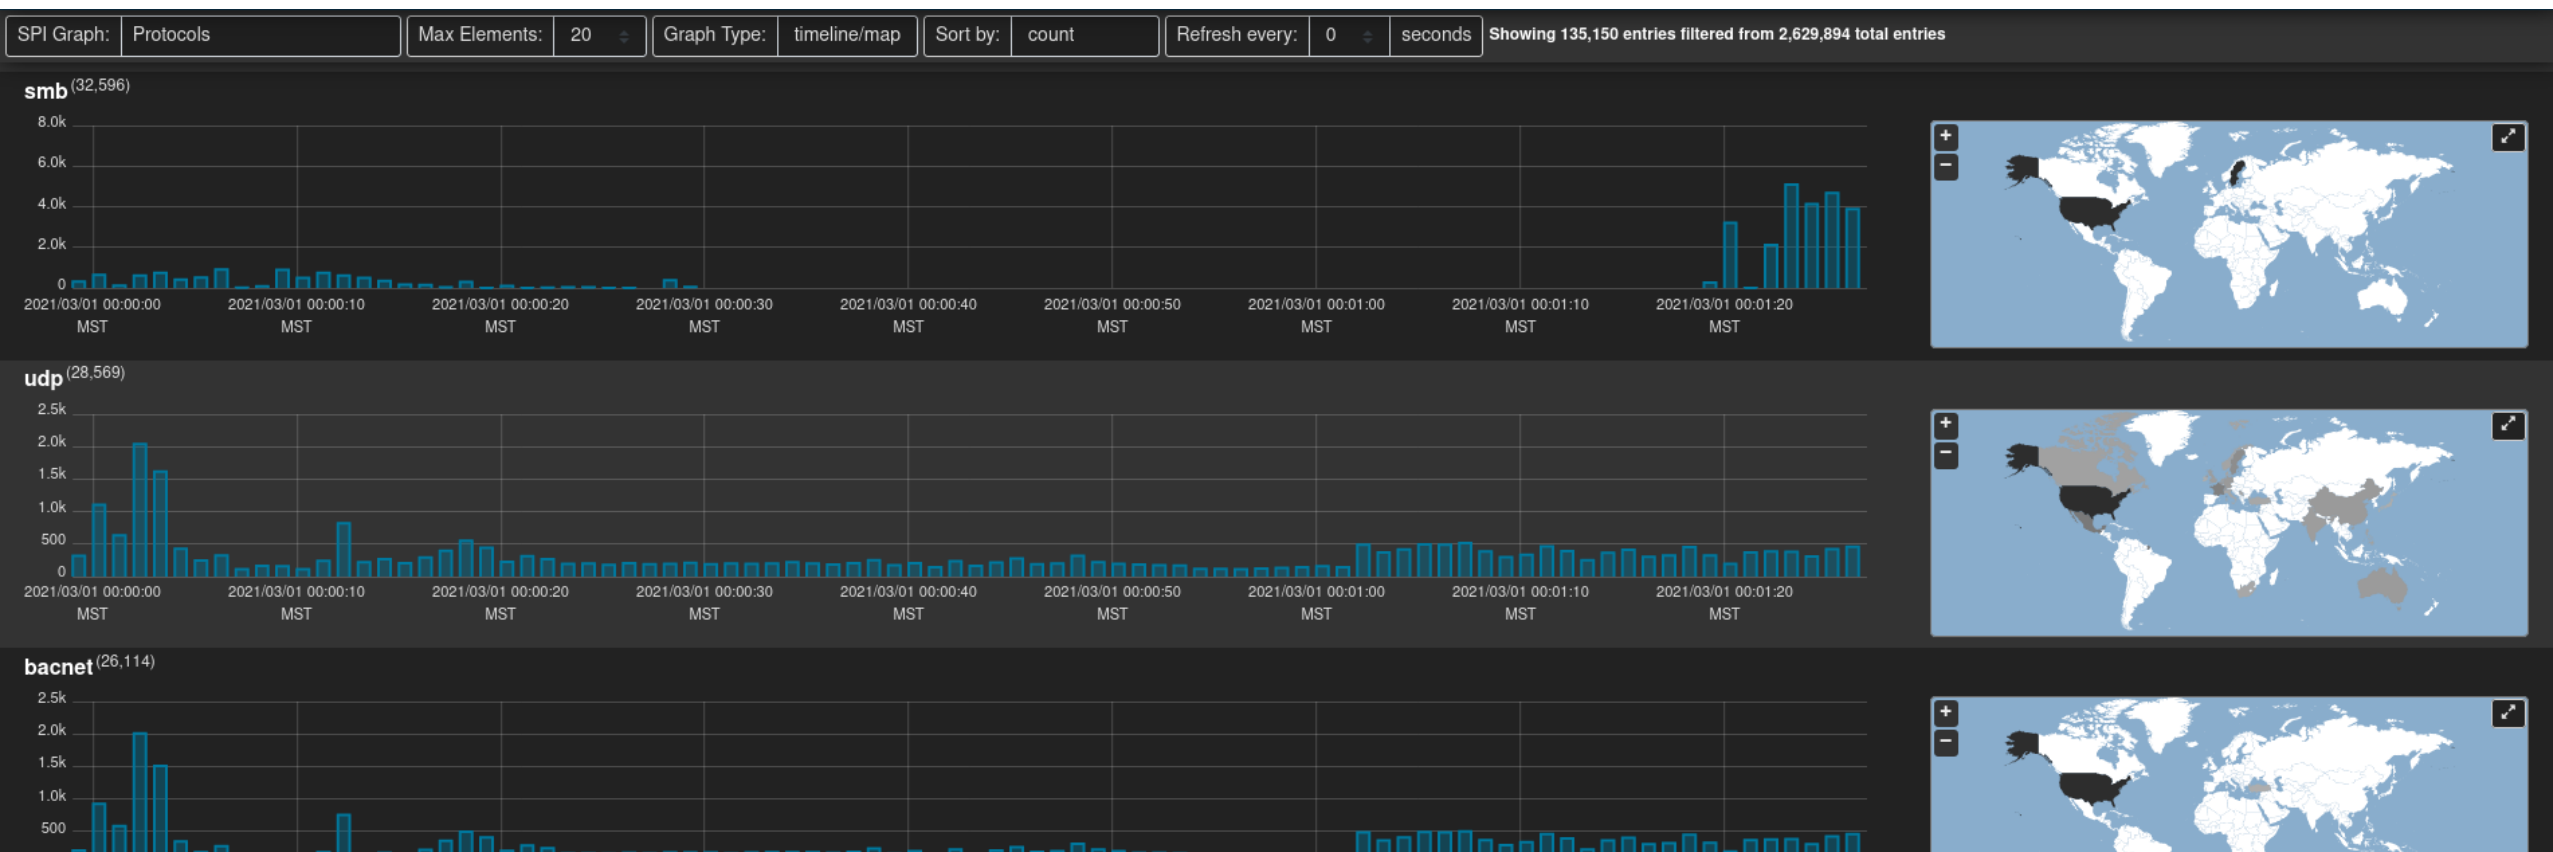 SPI Graph: Protocols Max Elements: 20 Graph Type: timeline/map Sort by: count Refresh every: 0 seconds Showing 135,150 entries filtered from 2,629,894 total entries
smb (32,596)
8.0k
6.0k
4.0k
2.0k
0
2021/03/01 00:00:00 2021/03/01 00:00:10 2021/03/01 00:00:20 2021/03/01 00:00:30 2021/03/01 00:00:40 2021/03/01 00:00:50 2021/03/01 00:01:00 2021/03/01 00:01:10 2021/03/01 00:01:20
MST MST MST MST MST MST MST MST MST
+
−
udp (28,569)
2.5k
2.0k
1.5k
1.0k
500
0
2021/03/01 00:00:00 2021/03/01 00:00:10 2021/03/01 00:00:20 2021/03/01 00:00:30 2021/03/01 00:00:40 2021/03/01 00:00:50 2021/03/01 00:01:00 2021/03/01 00:01:10 2021/03/01 00:01:20
MST MST MST MST MST MST MST MST MST
+
−
bacnet (26,114)
2.5k
2.0k
1.5k
1.0k
500
+
−